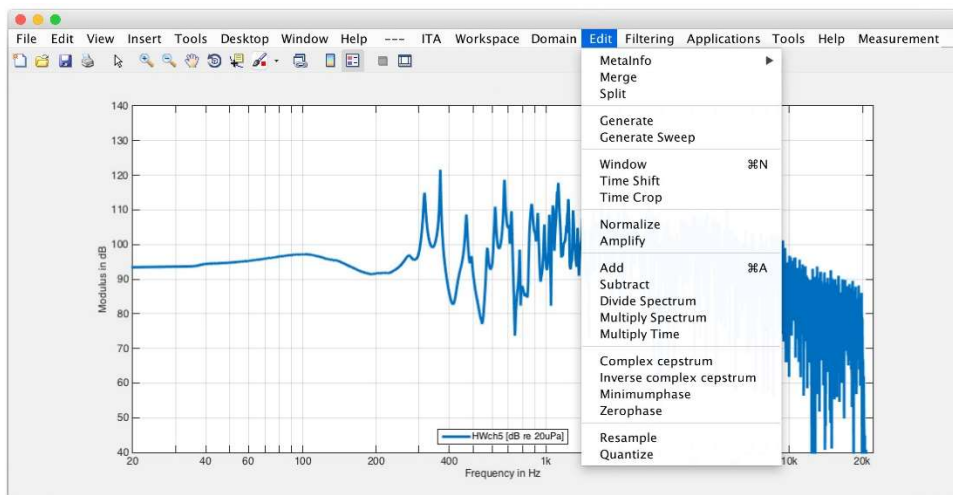 File Edit View Insert Tools Desktop Window Help --- ITA Workspace Domain Edit Filtering Applications Tools Help Measurement
MetaInfo
Merge
Split
Generate
Generate Sweep
Window ⌘N
Time Shift
Time Crop
Normalize
Amplify
Add ⌘A
Subtract
Divide Spectrum
Multiply Spectrum
Multiply Time
Complex cepstrum
Inverse complex cepstrum
Minimumphase
Zerophase
Resample
Quantize
140
130
120
110
100
90
80
70
60
50
40
Modulus in dB
HWch5 [dB re 20uPa]
20 40 60 100 200 400 1k 10k 20k
Frequency in Hz